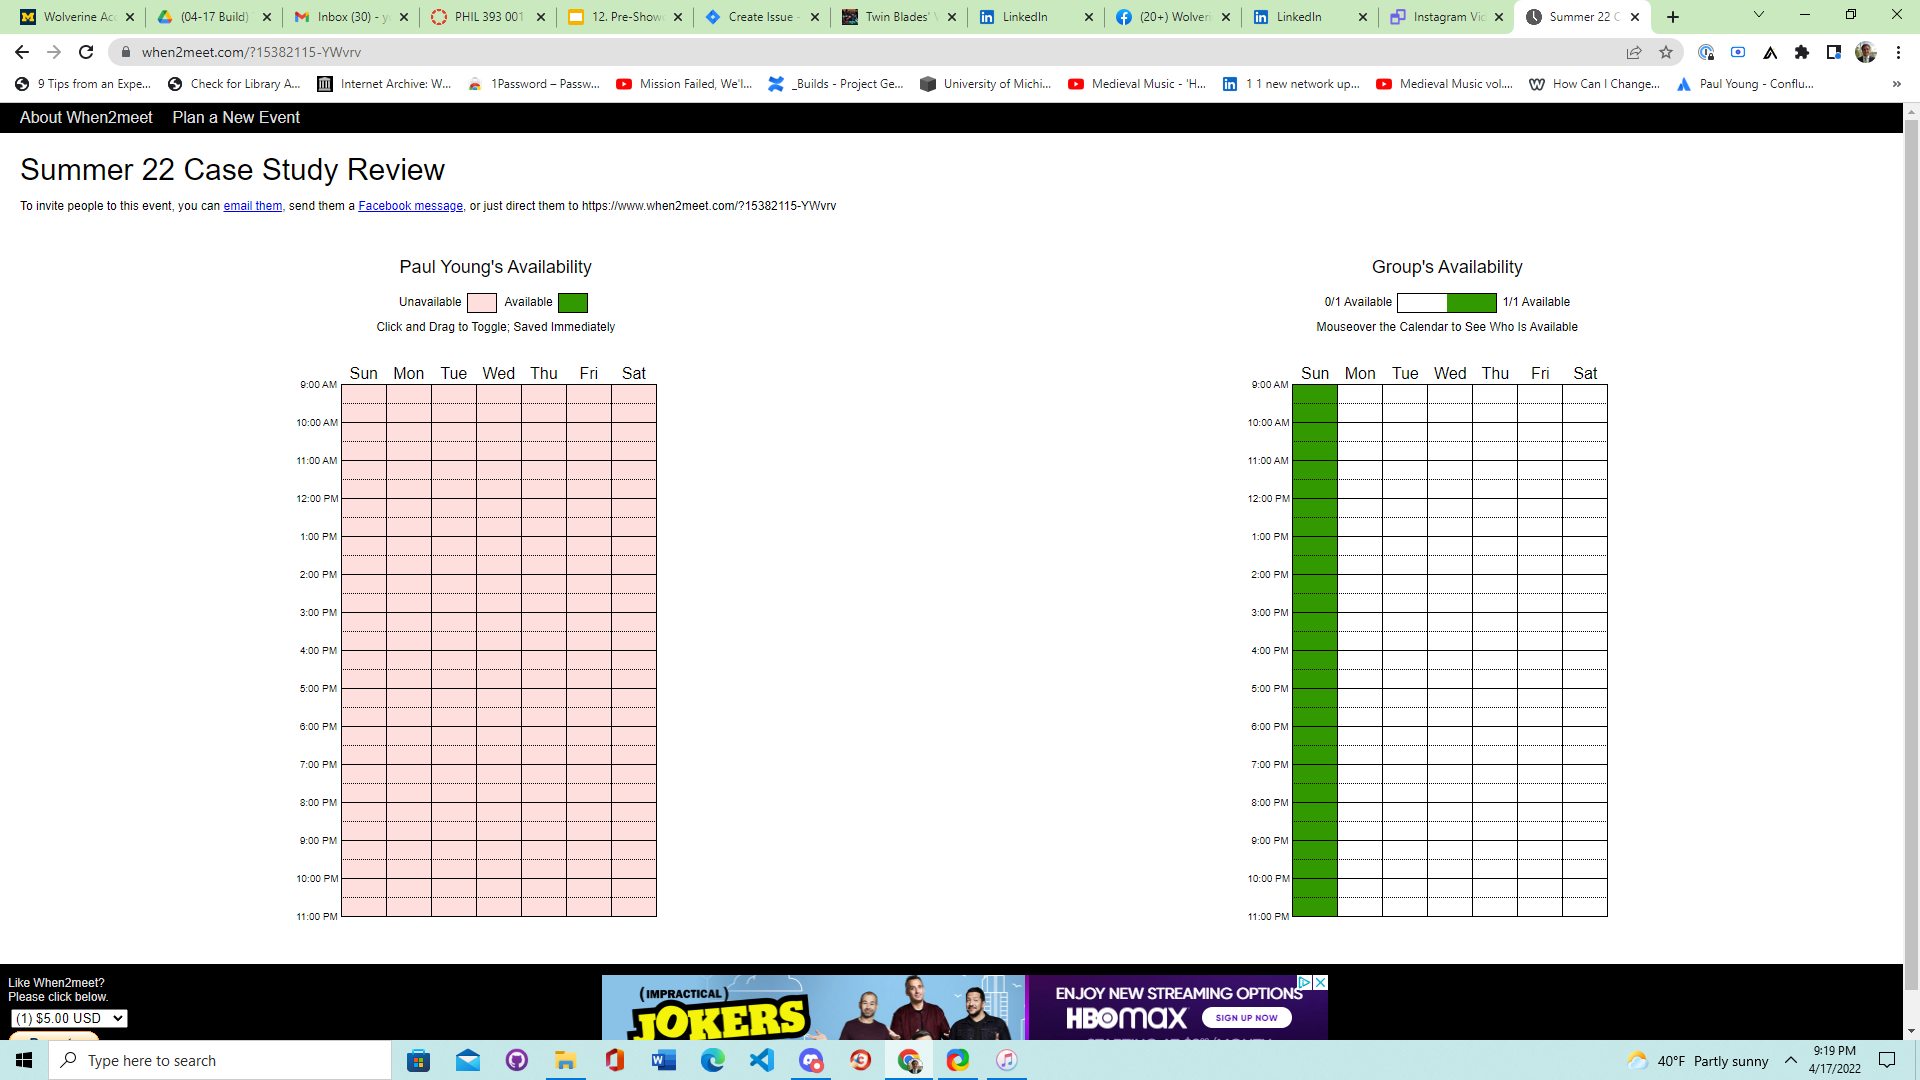 Wolverine Acc
(04-17 Build)
Inbox (30) - y
PHIL 393 001
12. Pre-Show
Create Issue -
Twin Blades'
LinkedIn
(20+) Wolveri
LinkedIn
Instagram Vi
Summer 22 C
when2meet.com/?15382115-YWvrv
9 Tips from an Expe...
Check for Library A...
Internet Archive: W...
1Password – Passw...
Mission Failed, We'l...
_Builds - Project Ge...
University of Michi...
Medieval Music - 'H...
1 1 new network up...
Medieval Music vol....
How Can I Change...
Paul Young - Conflu...
»
About When2meet Plan a New Event
Summer 22 Case Study Review
To invite people to this event, you can email them, send them a Facebook message, or just direct them to https://www.when2meet.com/?15382115-YWvrv
Paul Young's Availability
Unavailable Available
Click and Drag to Toggle; Saved Immediately
Sun Mon Tue Wed Thu Fri Sat
9:00 AM
10:00 AM
11:00 AM
12:00 PM
1:00 PM
2:00 PM
3:00 PM
4:00 PM
5:00 PM
6:00 PM
7:00 PM
8:00 PM
9:00 PM
10:00 PM
11:00 PM
Group's Availability
0/1 Available 1/1 Available
Mouseover the Calendar to See Who Is Available
Sun Mon Tue Wed Thu Fri Sat
9:00 AM
10:00 AM
11:00 AM
12:00 PM
1:00 PM
2:00 PM
3:00 PM
4:00 PM
5:00 PM
6:00 PM
7:00 PM
8:00 PM
9:00 PM
10:00 PM
11:00 PM
Like When2meet?
Please click below.
(1) $5.00 USD
(IMPRACTICAL)
JOKERS
ENJOY NEW STREAMING OPTIONS
HBOMAX SIGN UP NOW
Type here to search
40°F Partly sunny
9:19 PM
4/17/2022